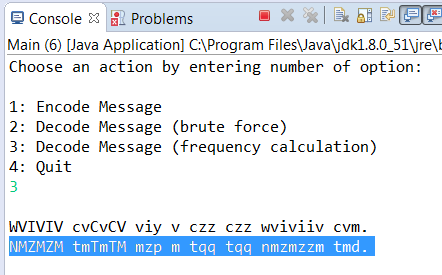 Console Problems
Main (6) [Java Application] C:\Program Files\Java\jdk1.8.0_51\jre\b
Choose an action by entering number of option:
1: Encode Message
2: Decode Message (brute force)
3: Decode Message (frequency calculation)
4: Quit
3
WVIVIV cvCvCV viy v czz czz wviviiv cvm.
NMZMZM tmTmTM mzp m tqq tqq nmzmzzm tmd.